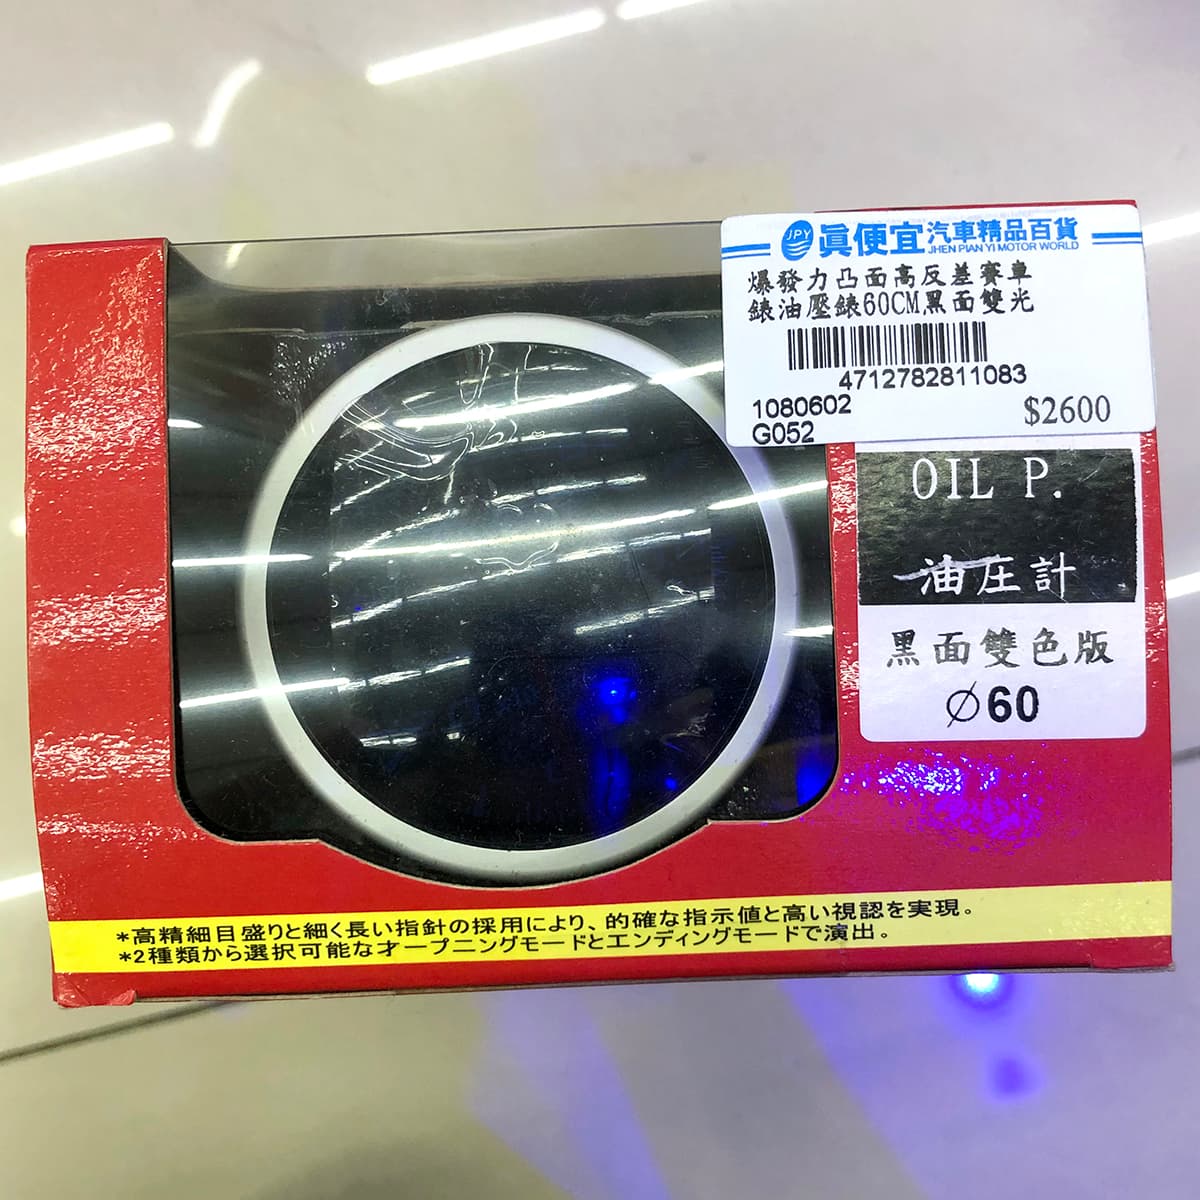 JPY 眞便宜汽車精品百貨
JHEN PIAN YI MOTOR WORLD
爆發力凸面高反差賽車
錶油壓錶60CM黑面雙光
4712782811083
1080602
$2600
G052
OIL P.
油圧計
黑面雙色版
∅60
*高精細目盛りと細く長い指針の採用により、的確な指示値と高い視認を実現。
*2種類から選択可能なオープニングモードとエンディングモードで演出。